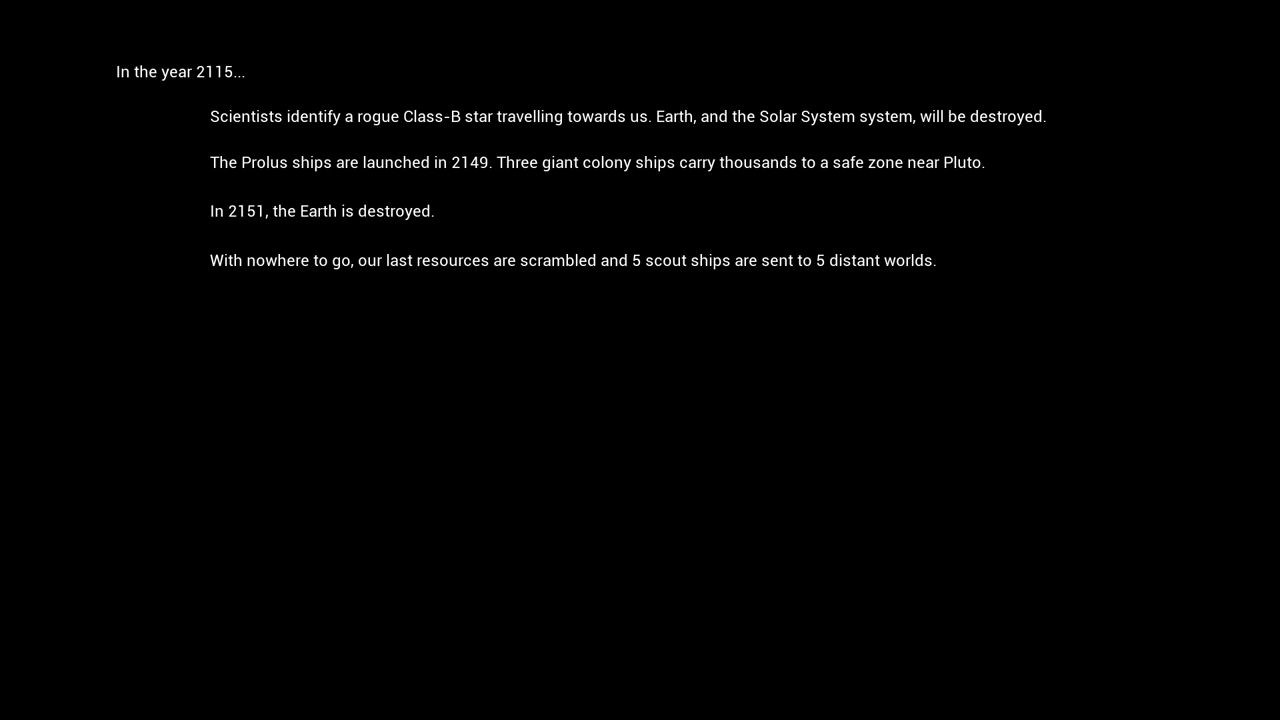 In the year 2115...
Scientists identify a rogue Class-B star travelling towards us. Earth, and the Solar System system, will be destroyed.
The Prolus ships are launched in 2149. Three giant colony ships carry thousands to a safe zone near Pluto.
In 2151, the Earth is destroyed.
With nowhere to go, our last resources are scrambled and 5 scout ships are sent to 5 distant worlds.